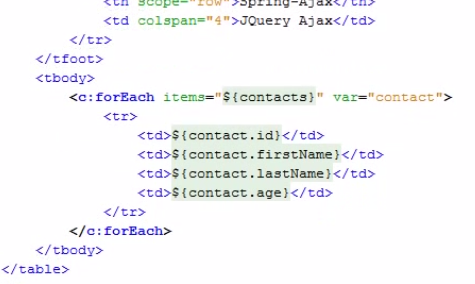 <th scope="row">Spring-Ajax</th>
<td colspan="4">JQuery Ajax</td>
</tr>
</tfoot>
<tbody>
<c:forEach items="${contacts}" var="contact">
<tr>
<td>${contact.id}</td>
<td>${contact.firstName}</td>
<td>${contact.lastName}</td>
<td>${contact.age}</td>
</tr>
</c:forEach>
</tbody>
</table>